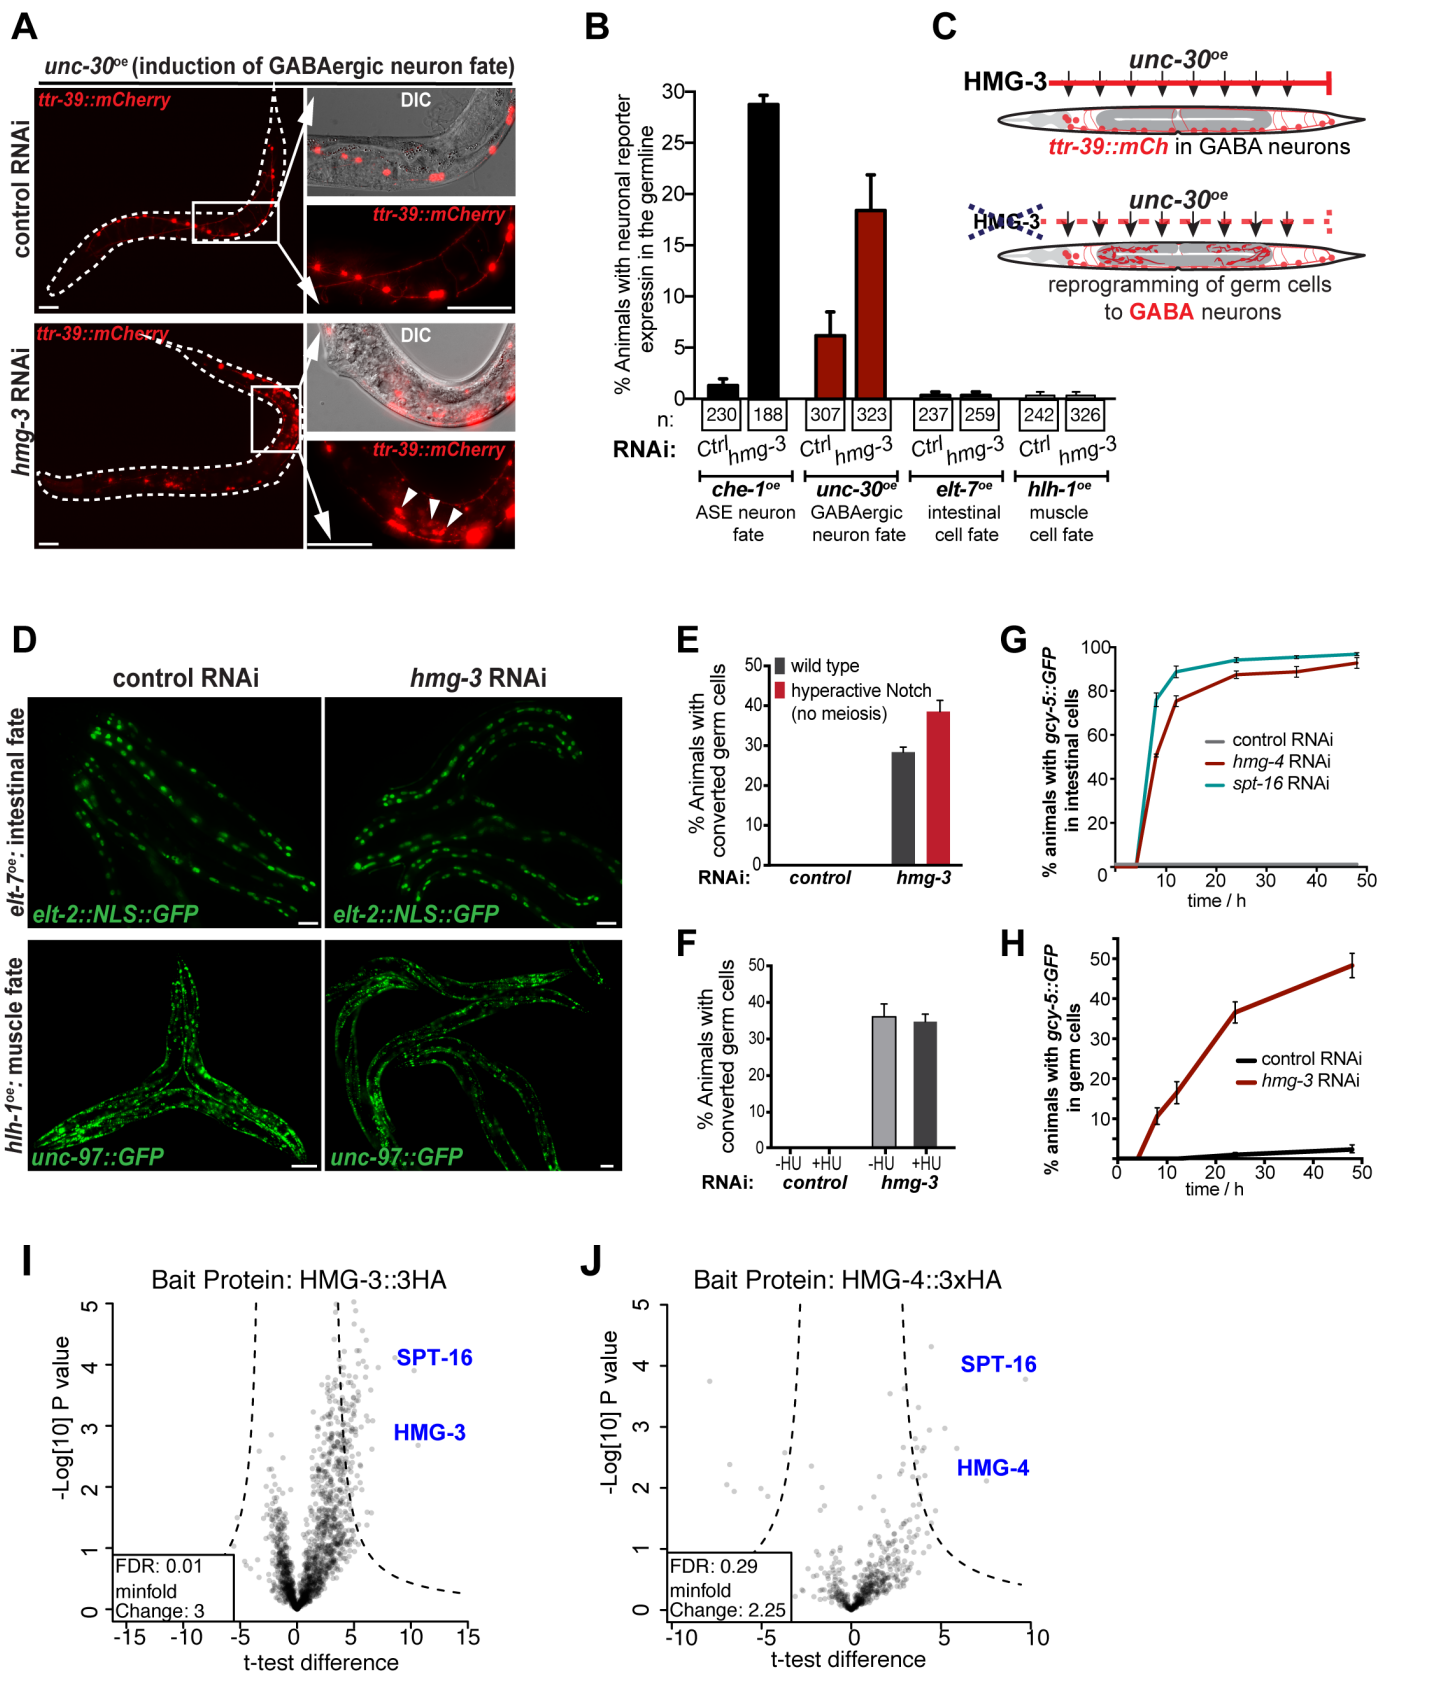 A
unc-30oe (induction of GABAergic neuron fate)
control RNAi
ttr-39::mCherry
DIC
ttr-39::mCherry
hmg-3 RNAi
ttr-39::mCherry
DIC
ttr-39::mCherry
B
% Animals with neuronal reporter
expressin in the germline
30
25
20
15
10
5
0
n:
230 188 307 323 237 259 242 326
RNAi:
Ctrl hmg-3 Ctrl hmg-3 Ctrl hmg-3 Ctrl hmg-3
che-1oe unc-30oe elt-7oe hlh-1oe
ASE neuron GABAergic intestinal muscle
fate neuron fate cell fate cell fate
C
unc-30oe
HMG-3
ttr-39::mCh in GABA neurons
unc-30oe
HMG-3
reprogramming of germ cells
to GABA neurons
D
control RNAi hmg-3 RNAi
elt-7oe: intestinal fate
elt-2::NLS::GFP elt-2::NLS::GFP
hlh-1oe: muscle fate
unc-97::GFP unc-97::GFP
E
% Animals with
converted germ cells
50
40
30
20
10
0
wild type
hyperactive Notch
(no meiosis)
RNAi: control hmg-3
F
% Animals with
converted germ cells
50
40
30
20
10
0
-HU +HU -HU +HU
RNAi: control hmg-3
G
% animals with gcy-5::GFP
in intestinal cells
100
80
60
40
20
0
control RNAi
hmg-4 RNAi
spt-16 RNAi
10 20 30 40 50
time / h
H
% animals with gcy-5::GFP
in germ cells
50
40
30
20
10
control RNAi
hmg-3 RNAi
0 10 20 30 40 50
time / h
I
Bait Protein: HMG-3::3HA
-Log[10] P value
5
4
3
2
1
0
SPT-16
HMG-3
FDR: 0.01
minfold
Change: 3
-15 -10 -5 0 5 10 15
t-test difference
J
Bait Protein: HMG-4::3xHA
-Log[10] P value
5
4
3
2
1
0
SPT-16
HMG-4
FDR: 0.29
minfold
Change: 2.25
-10 -5 0 5 10
t-test difference